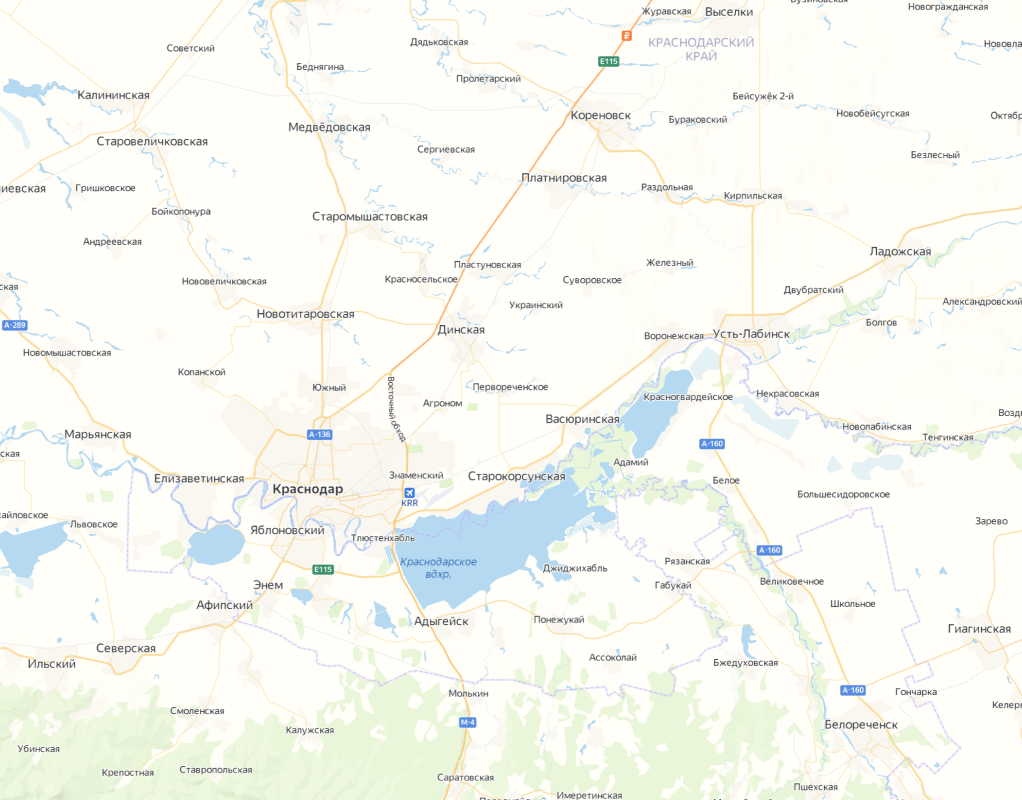 Журавская
Выселки
Новогражданская
Советский
Дядьковская
КРАСНОДАРСКИЙ
КРАЙ
Беднягина
E115
Пролетарский
Калининская
Бейсужёк 2-й
Кореновск
Бураковский
Новобейсугская
Медвёдовская
Старовеличковская
Сергиевская
Безлесный
Платнировская
Гришковское
Раздольная
Кирпильская
Бойкопонура
Старомышастовская
Андреевская
Ладожская
Пластуновская
Железный
Нововеличковская
Красносельское
Суворовское
Двубратский
Александровский
Украинский
Новотитаровская
А-289
Динская
Воронежская
Усть-Лабинск
Болгов
Новомышастовская
Копанской
Южный
Восточный обход
Первореченское
Красногвардейское
Некрасовская
Агроном
Васюринская
Новолабинская
Марьянская
А-136
А-160
Тенгинская
Адамий
Елизаветинская
Знаменский
Старокорсунская
Белое
Краснодар
KRR
Большесидоровское
Львовское
Яблоновский
Тлюстенхабль
Зарево
А-160
Краснодарское
вдхр.
E115
Джиджихабль
Рязанская
Энем
Габукай
Великовечное
Афипский
Школьное
Адыгейск
Понежукай
Гиагинская
Северская
Ильский
Ассоколай
Бжедуховская
Молькин
А-160
Гончарка
Смоленская
М-4
Белореченск
Калужская
Убинская
Крепостная
Ставропольская
Саратовская
Имеретинская
Пшехская